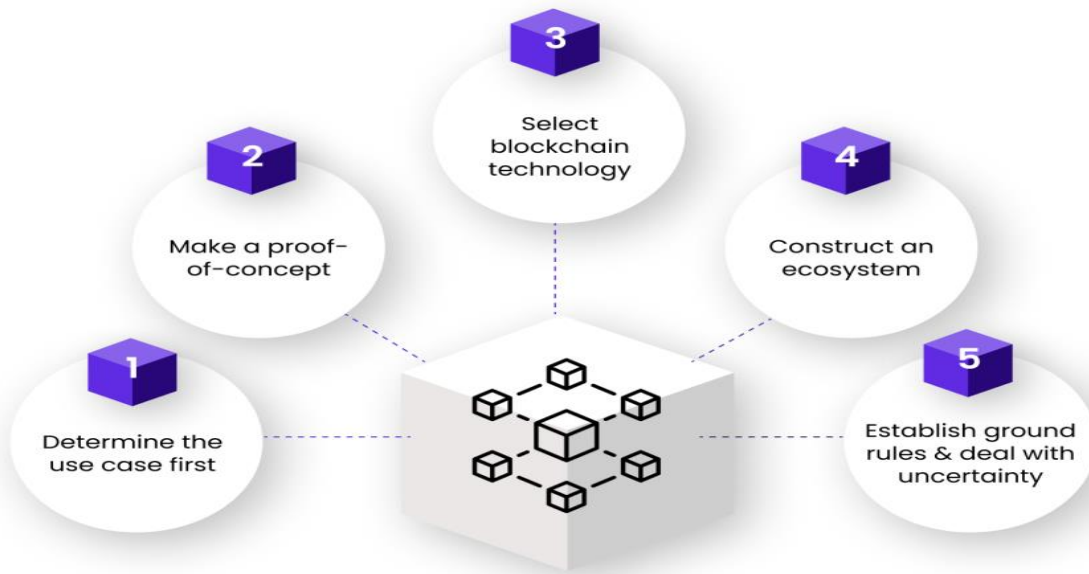 1
Determine the
use case first
2
Make a proof-
of-concept
3
Select
blockchain
technology
4
Construct an
ecosystem
5
Establish ground
rules & deal with
uncertainty